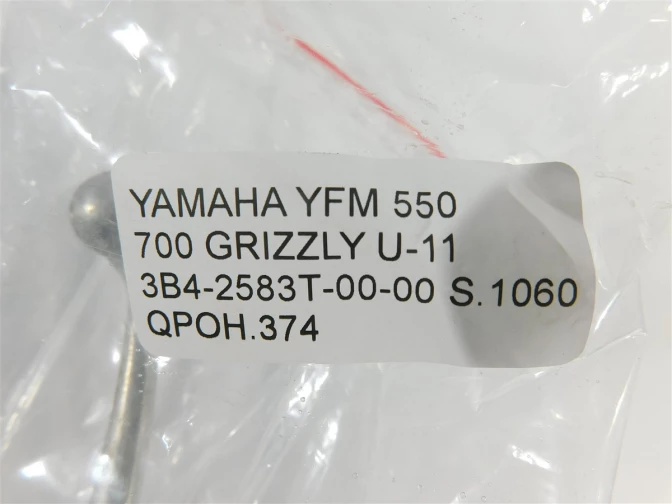 YAMAHA YFM 550
700 GRIZZLY U-11
3B4-2583T-00-00 S.1060
QPOH.374